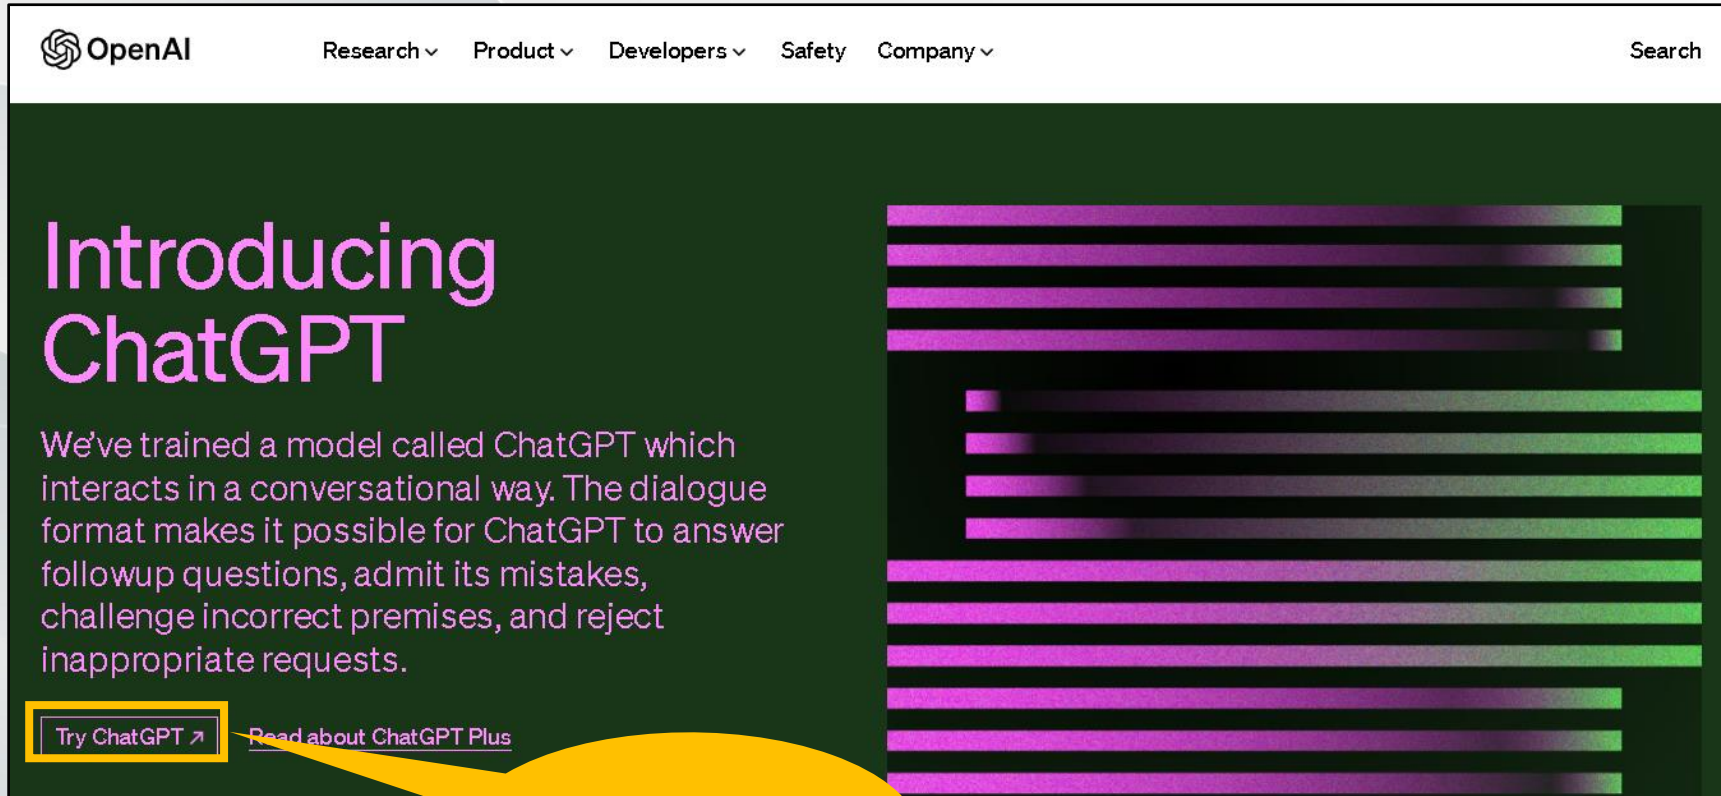 OpenAI Research Product Developers Safety Company Search
Introducing
ChatGPT
We've trained a model called ChatGPT which
interacts in a conversational way. The dialogue
format makes it possible for ChatGPT to answer
followup questions, admit its mistakes,
challenge incorrect premises, and reject
inappropriate requests.
Try ChatGPT ↗ Read about ChatGPT Plus